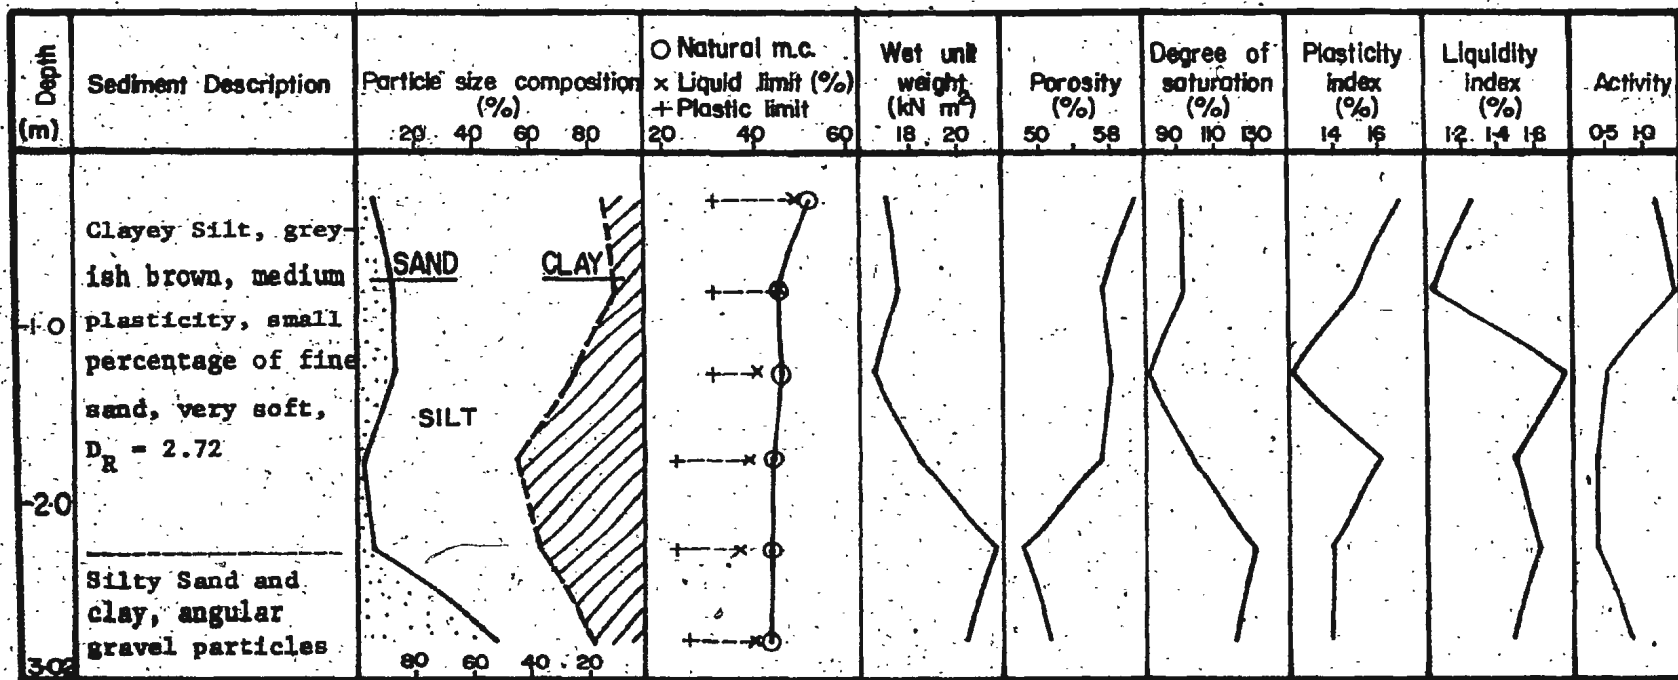 Depth
(m)
Sediment Description
Particle size composition
(%)
20 40 60 80
O Natural m.c.
x Liquid limit (%)
+ Plastic limit
20 40 60
Wet unit
weight
(kN m²)
18 20
Porosity
(%)
50 58
Degree of
saturation
(%)
90 110 130
Plasticity
index
(%)
14 16
Liquidity
index
(%)
1·2 1·4 1·6
Activity
0·5 1·0
Clayey Silt, grey-
ish brown, medium
plasticity, small
percentage of fine
sand, very soft,
D_R = 2.72
Silty Sand and
clay, angular
gravel particles
1·0
2·0
3·02
SAND
CLAY
SILT
80 60 40 20